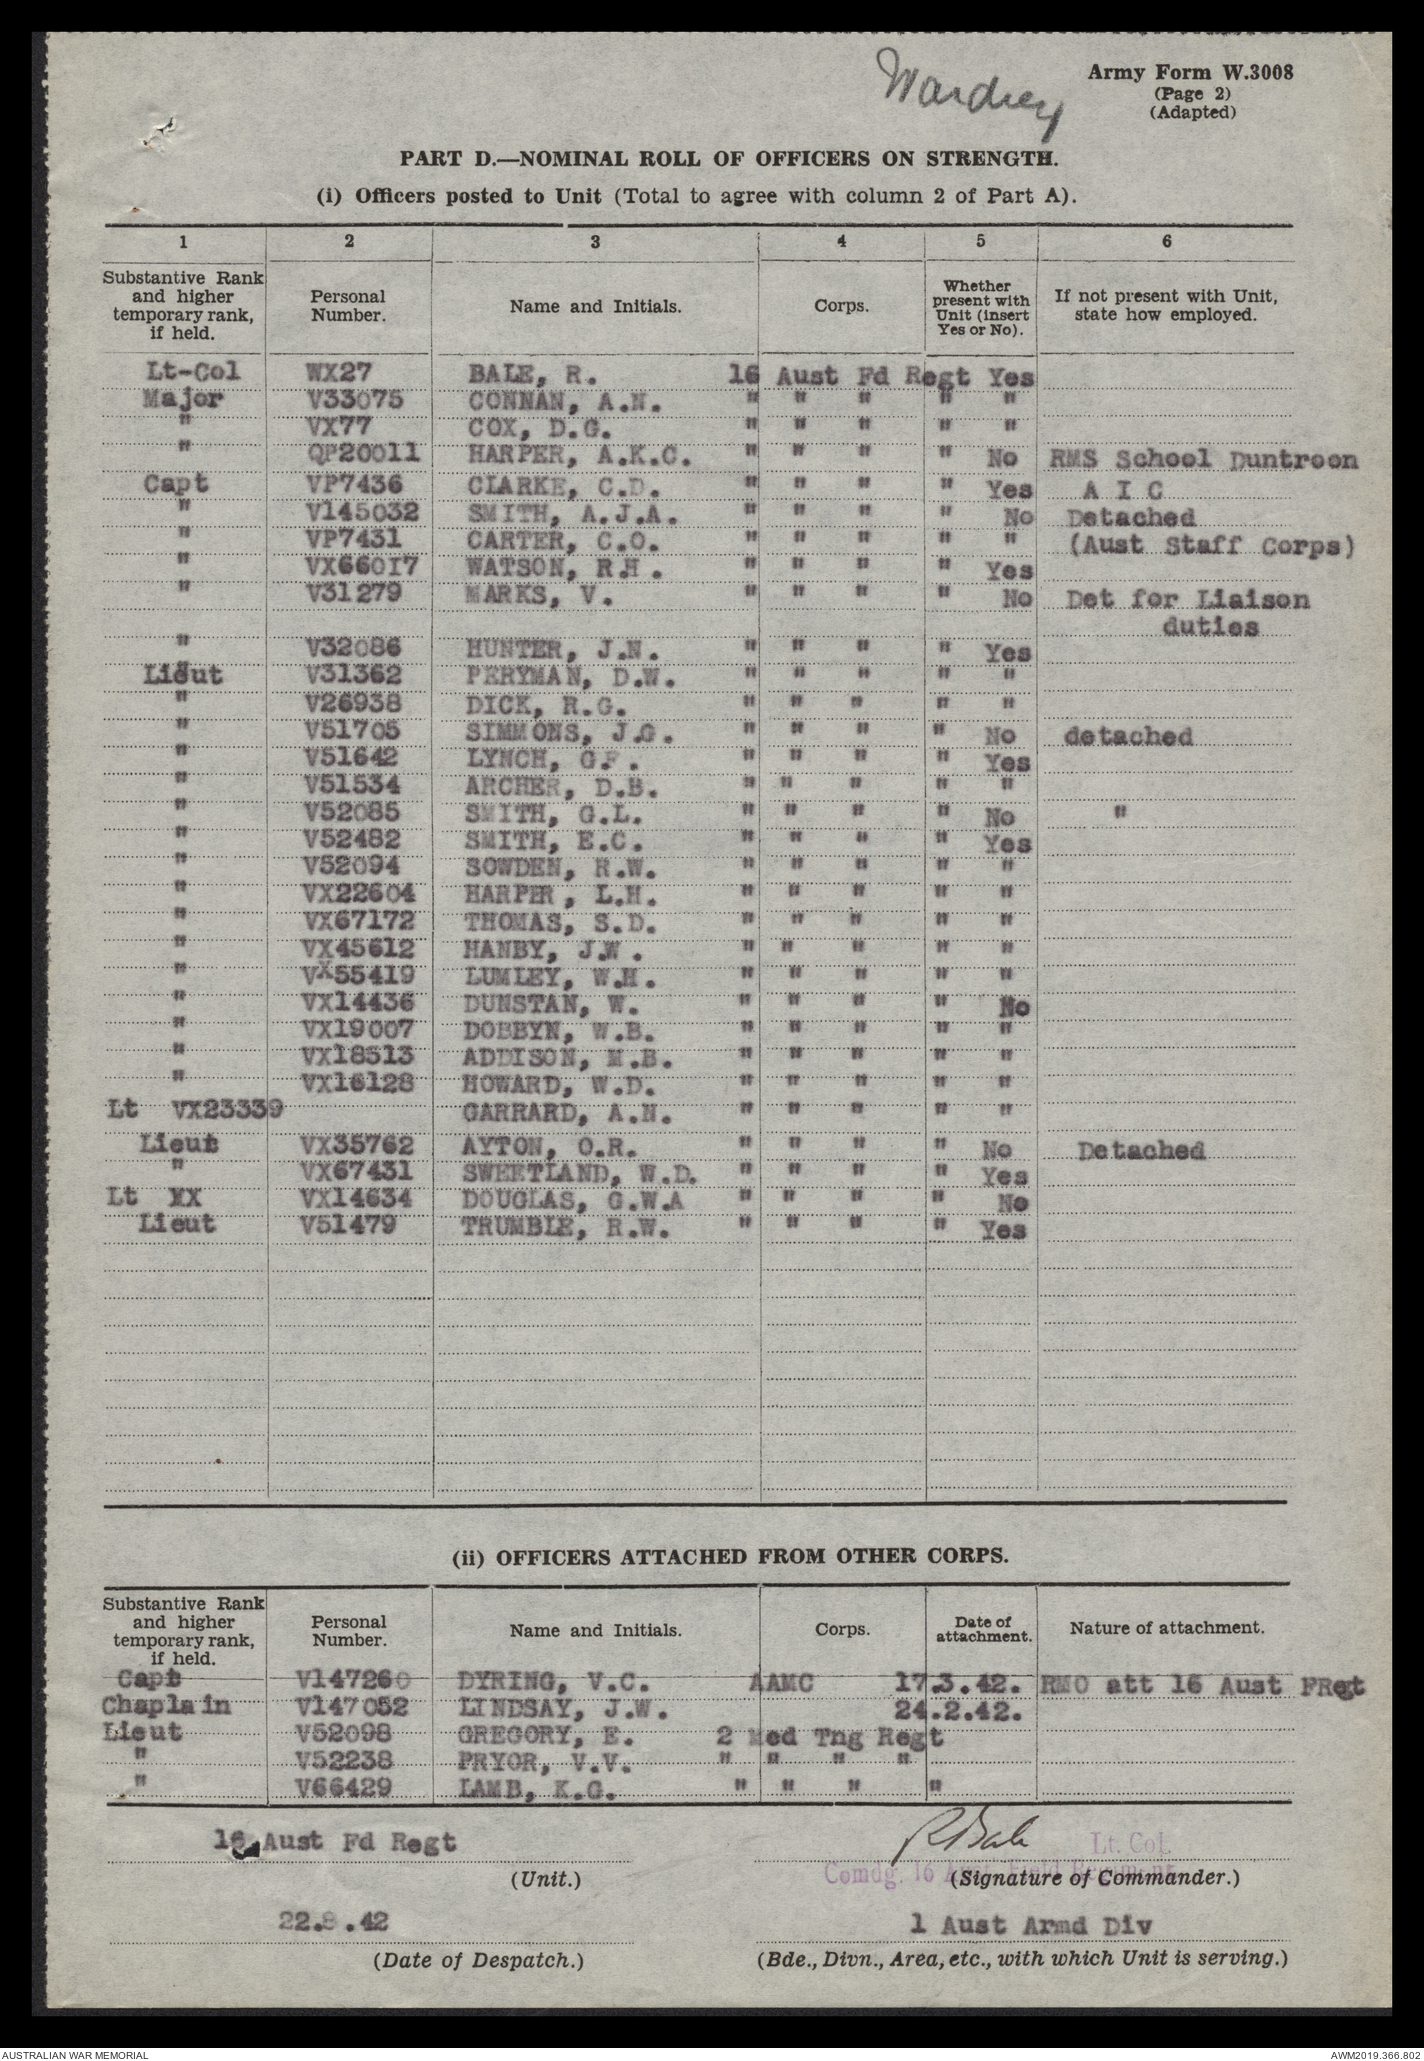 Wardrey
Army Form W.3008
(Page 2)
(Adapted)
PART D.—NOMINAL ROLL OF OFFICERS ON STRENGTH.
(i) Officers posted to Unit (Total to agree with column 2 of Part A).
1 2 3 4 5 6
Substantive Rank and higher temporary rank, if held. Personal Number. Name and Initials. Corps. Whether present with Unit (insert Yes or No). If not present with Unit, state how employed.
Lt-Col WX27 BALE, R. 16 Aust Fd Regt Yes
Major V33075 CONNAN, A.N. " " " " "
" VX77 COX, D.G. " " " " "
" QP20011 HARPER, A.K.C. " " " " No RMS School Duntroon
Capt VP7436 CLARKE, C.D. " " " " Yes A I C
" V145032 SMITH, A.J.A. " " " " No Detached
" VP7431 CARTER, C.O. " " " " " (Aust Staff Corps)
" VX66017 WATSON, R.H. " " " " Yes
" V31279 MARKS, V. " " " " No Det for Liaison
duties
" V32086 HUNTER, J.N. " " " " Yes
Lieut V31362 PERYMAN, D.W. " " " " "
" V26938 DICK, R.G. " " " " "
" V51705 SIMMONS, J.G. " " " " No detached
" V51642 LYNCH, G.F. " " " " Yes
" V51534 ARCHER, D.B. " " " " "
" V52085 SMITH, G.L. " " " " No "
" V52482 SMITH, E.C. " " " " Yes
" V52094 SOWDEN, R.W. " " " " "
" VX22604 HARPER, L.H. " " " " "
" VX67172 THOMAS, S.D. " " " " "
" VX45612 HANBY, J.W. " " " " "
" VX55419 LUMLEY, W.H. " " " " "
" VX14436 DUNSTAN, W. " " " " No
" VX19007 DOBBYN, W.B. " " " " "
" VX18513 ADDISON, M.B. " " " " "
" VX16128 HOWARD, W.D. " " " " "
Lt VX23339 GARRARD, A.N. " " " " "
Lieut VX35762 AYTON, O.R. " " " " No Detached
" VX67431 SWEETLAND, W.D. " " " " Yes
Lt XX VX14634 DOUGLAS, G.W.A " " " " No
Lieut V51479 TRUMBLE, R.W. " " " " Yes
(ii) OFFICERS ATTACHED FROM OTHER CORPS.
Substantive Rank and higher temporary rank, if held. Personal Number. Name and Initials. Corps. Date of attachment. Nature of attachment.
Capt V147260 DYRING, V.C. AAMC 17.3.42. RMO att 16 Aust FRgt
Chaplain V147052 LINDSAY, J.W. 24.2.42.
Lieut V52098 GREGORY, E. 2 Med Tng Regt
" V52238 PRYOR, V.V. " " " "
" V66429 LAMB, K.G. " " " "
16 Aust Fd Regt
(Unit.)
R Bale Lt. Col.
Comdg. 16 Aust. Field Regiment
(Signature of Commander.)
22.8.42
(Date of Despatch.)
1 Aust Armd Div
(Bde., Divn., Area, etc., with which Unit is serving.)
AUSTRALIAN WAR MEMORIAL AWM2019.366.802